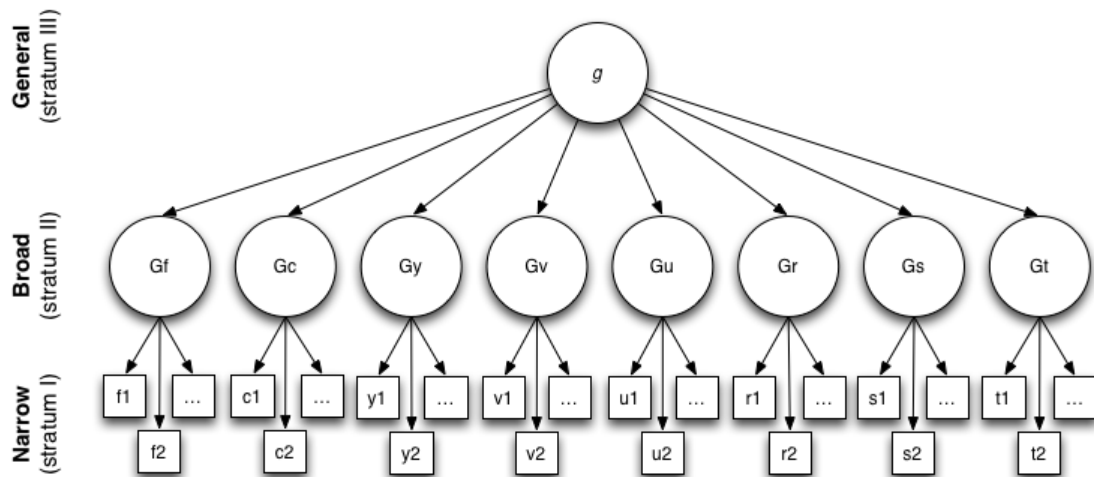 General
(stratum III)
g
Broad
(stratum II)
Gf Gc Gy Gv Gu Gr Gs Gt
Narrow
(stratum I)
f1 ... c1 ... y1 ... v1 ... u1 ... r1 ... s1 ... t1 ...
f2 c2 y2 v2 u2 r2 s2 t2